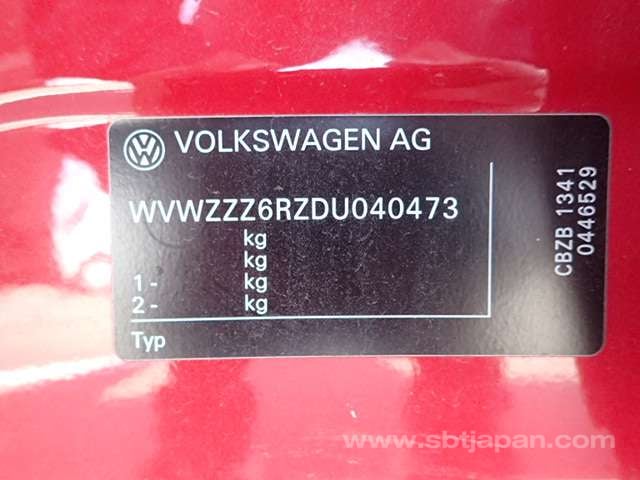 VOLKSWAGEN AG
WVWZZZ6RZDU040473
kg
kg
1 - kg
2 - kg
Typ
CBZB 1341
0446529
www.sbtjapan.com